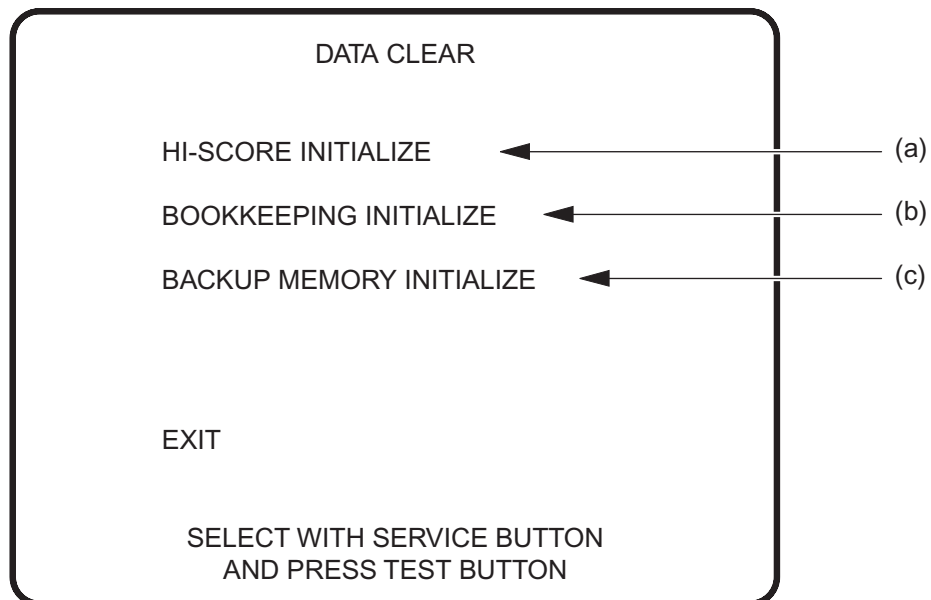 DATA CLEAR
HI-SCORE INITIALIZE
(a)
BOOKKEEPING INITIALIZE
(b)
BACKUP MEMORY INITIALIZE
(c)
EXIT
SELECT WITH SERVICE BUTTON
AND PRESS TEST BUTTON